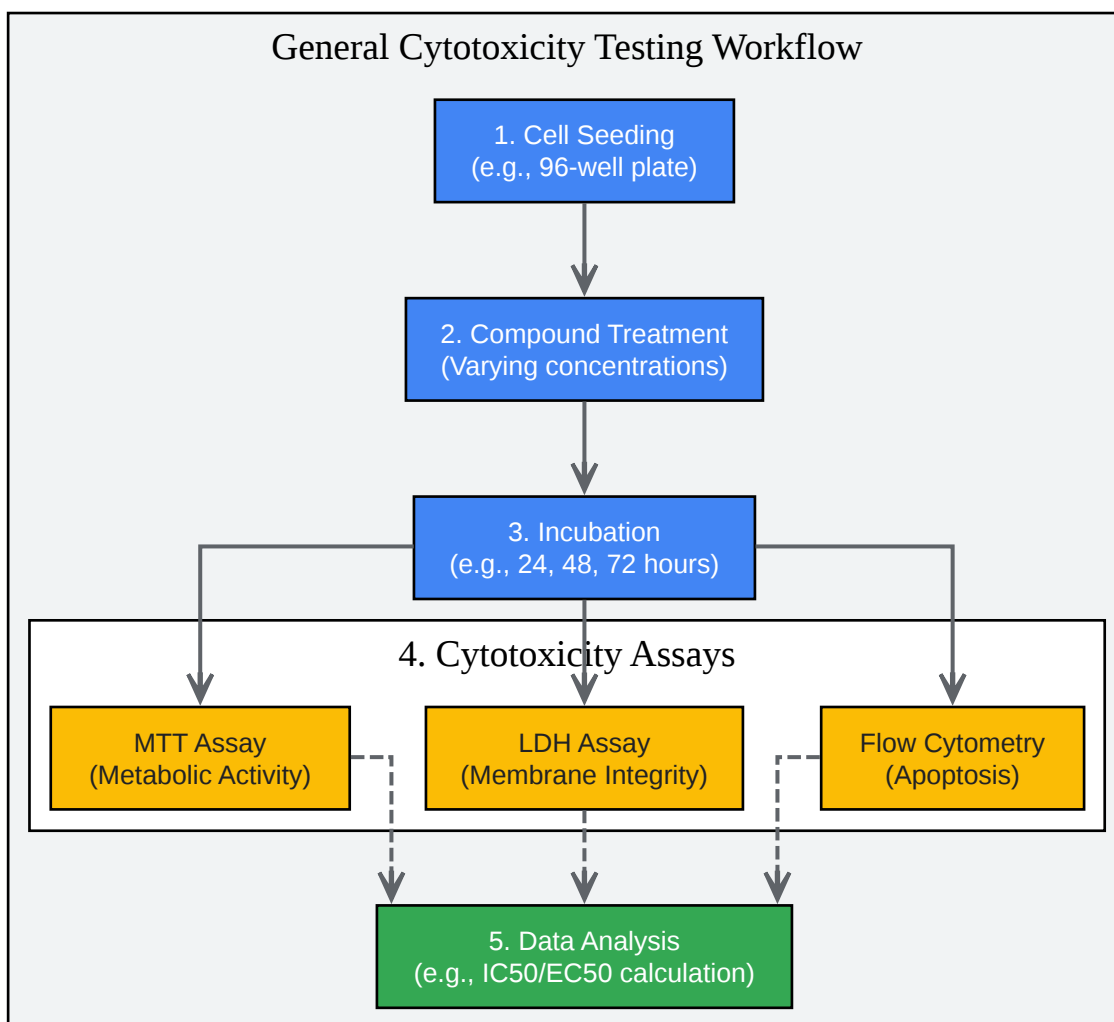 General Cytotoxicity Testing Workflow
1. Cell Seeding
(e.g., 96-well plate)
2. Compound Treatment
(Varying concentrations)
3. Incubation
(e.g., 24, 48, 72 hours)
4. Cytotoxicity Assays
MTT Assay
(Metabolic Activity)
LDH Assay
(Membrane Integrity)
Flow Cytometry
(Apoptosis)
5. Data Analysis
(e.g., IC50/EC50 calculation)